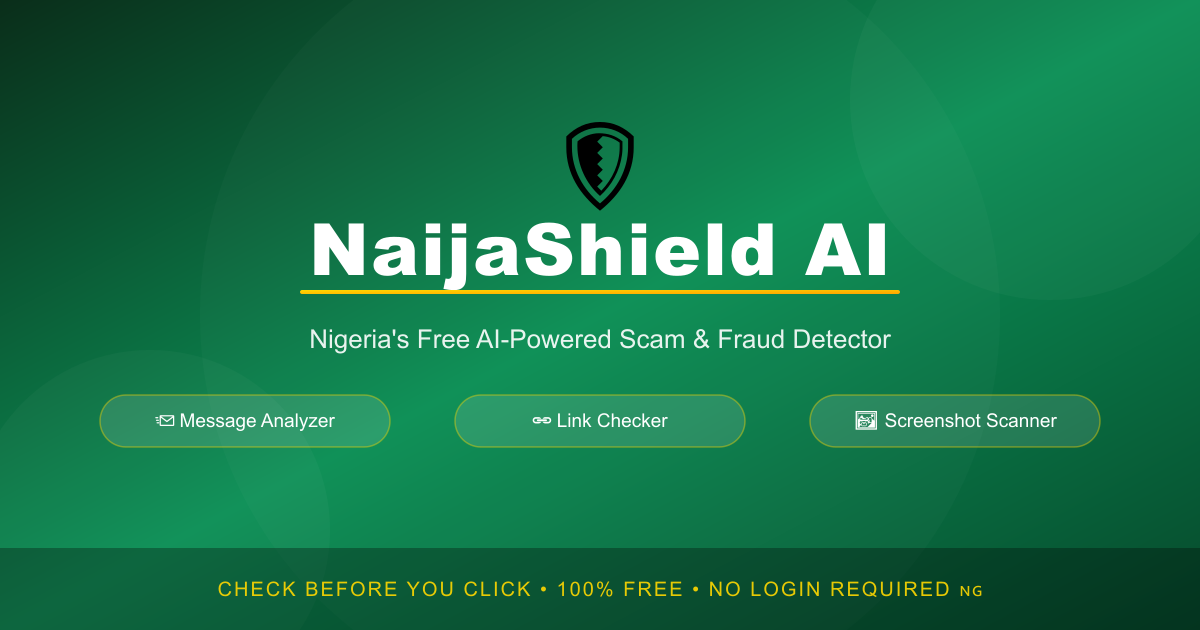 NaijaShield AI
Nigeria's Free AI-Powered Scam & Fraud Detector
Message Analyzer
Link Checker
Screenshot Scanner
CHECK BEFORE YOU CLICK • 100% FREE • NO LOGIN REQUIRED NG